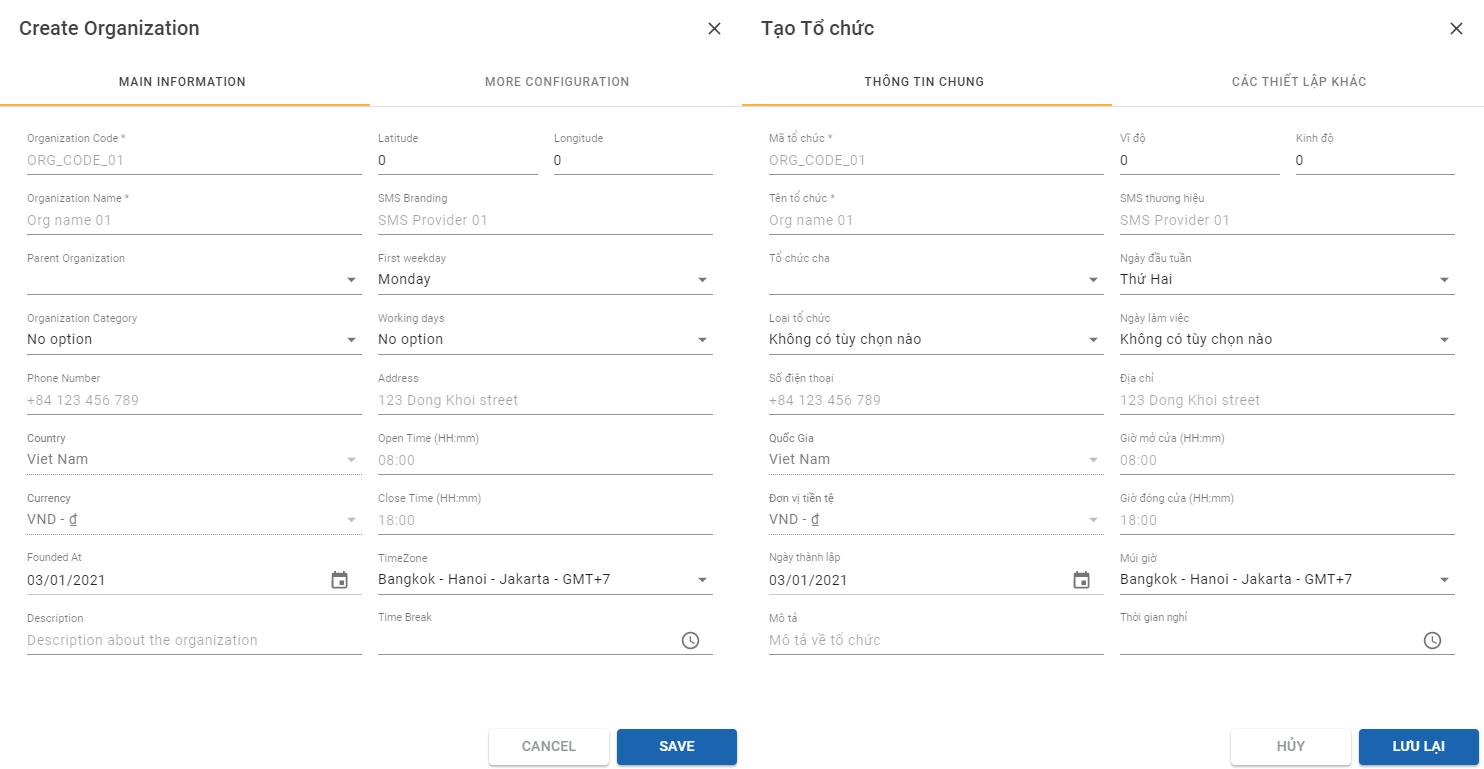 Create Organization
MAIN INFORMATION
MORE CONFIGURATION
Organization Code *
ORG_CODE_01
Latitude
0
Longitude
0
Organization Name *
Org name 01
SMS Branding
SMS Provider 01
Parent Organization
First weekday
Monday
Organization Category
No option
Working days
No option
Phone Number
+84 123 456 789
Address
123 Dong Khoi street
Country
Viet Nam
Open Time (HH:mm)
08:00
Currency
VND - ₫
Close Time (HH:mm)
18:00
Founded At
03/01/2021
TimeZone
Bangkok - Hanoi - Jakarta - GMT+7
Description
Description about the organization
Time Break
CANCEL
SAVE
Tạo Tổ chức
THÔNG TIN CHUNG
CÁC THIẾT LẬP KHÁC
Mã tổ chức *
ORG_CODE_01
Vĩ độ
0
Kinh độ
0
Tên tổ chức *
Org name 01
SMS thương hiệu
SMS Provider 01
Tổ chức cha
Ngày đầu tuần
Thứ Hai
Loại tổ chức
Không có tùy chọn nào
Ngày làm việc
Không có tùy chọn nào
Số điện thoại
+84 123 456 789
Địa chỉ
123 Dong Khoi street
Quốc Gia
Viet Nam
Giờ mở cửa (HH:mm)
08:00
Đơn vị tiền tệ
VND - ₫
Giờ đóng cửa (HH:mm)
18:00
Ngày thành lập
03/01/2021
Múi giờ
Bangkok - Hanoi - Jakarta - GMT+7
Mô tả
Mô tả về tổ chức
Thời gian nghỉ
HỦY
LƯU LẠI